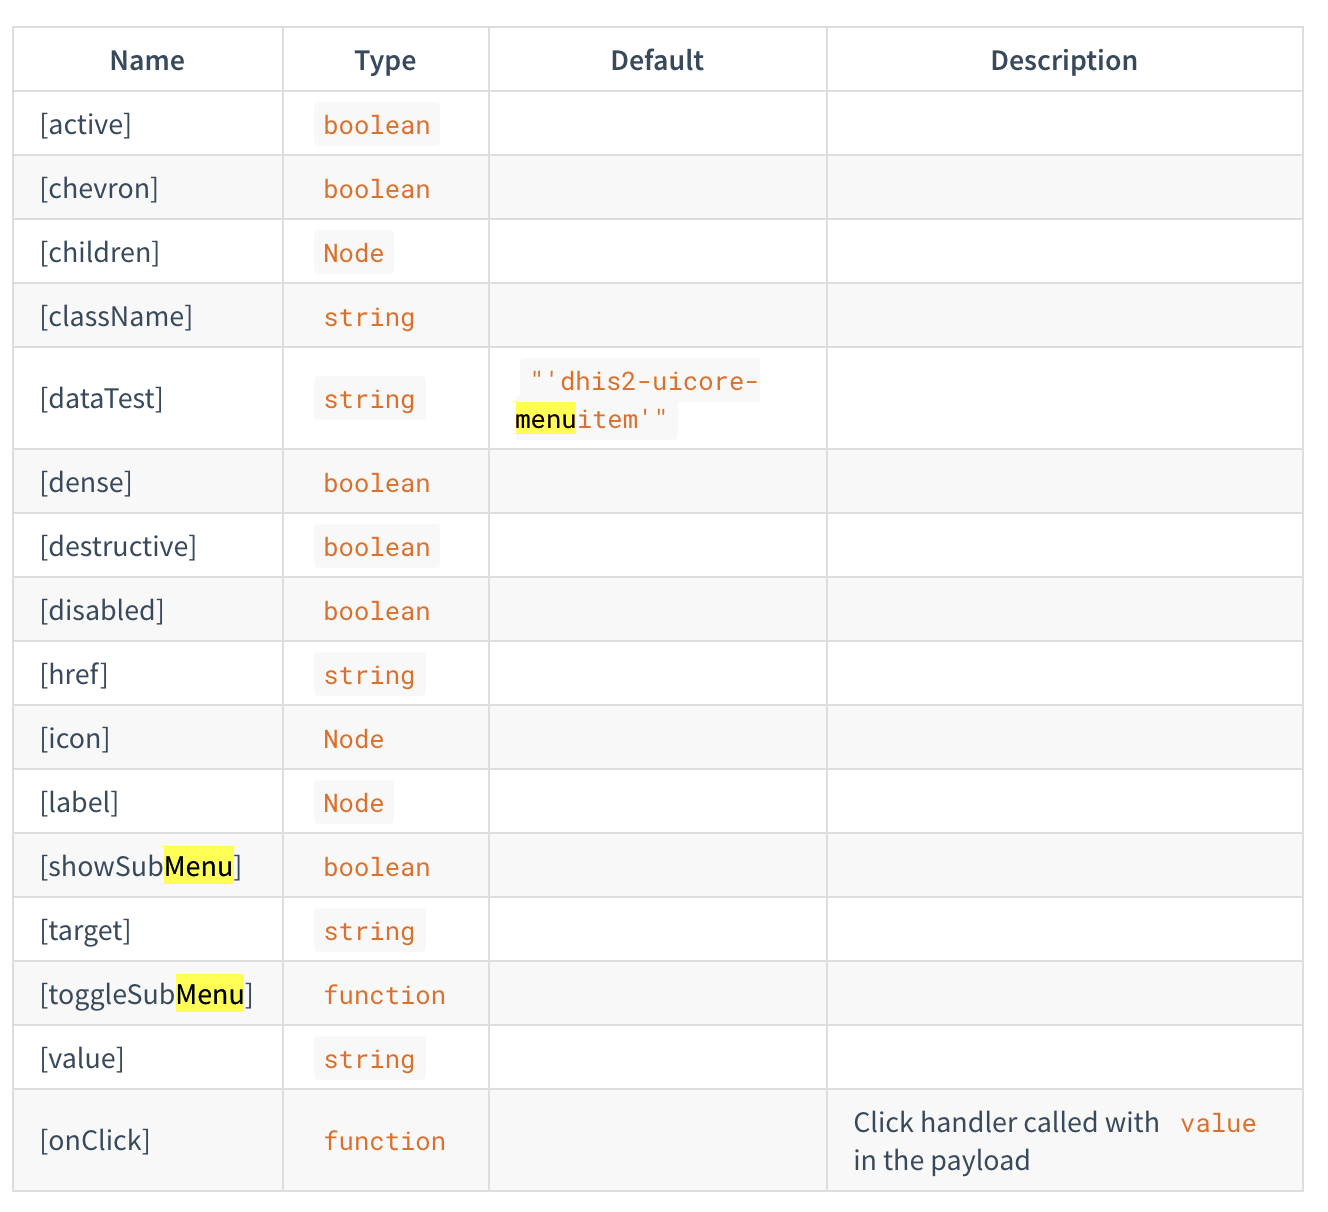 Name Type Default Description
[active] boolean
[chevron] boolean
[children] Node
[className] string
[dataTest] string "'dhis2-uicore-
menuitem'"
[dense] boolean
[destructive] boolean
[disabled] boolean
[href] string
[icon] Node
[label] Node
[showSubMenu] boolean
[target] string
[toggleSubMenu] function
[value] string
[onClick] function Click handler called with value
in the payload